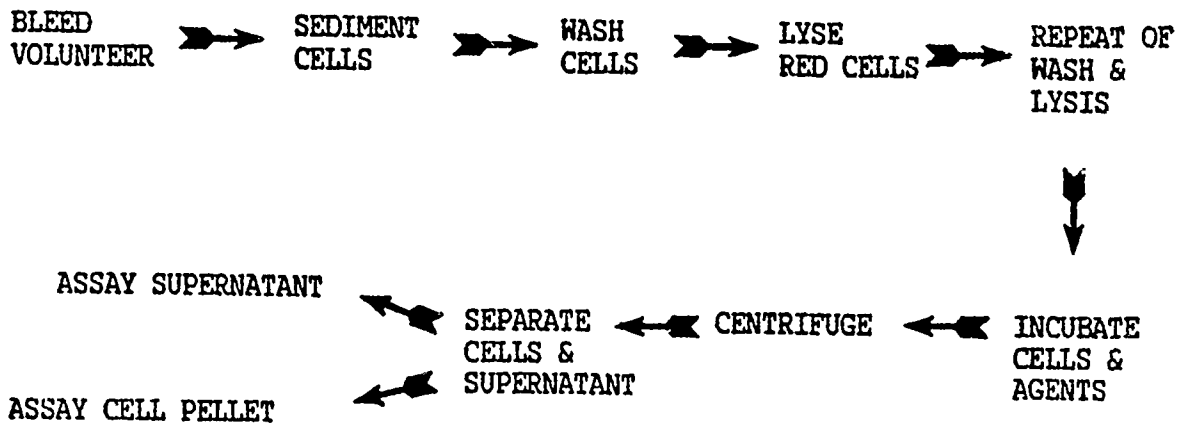 BLEED
VOLUNTEER
SEDIMENT
CELLS
WASH
CELLS
LYSE
RED CELLS
REPEAT OF
WASH &
LYSIS
INCUBATE
CELLS &
AGENTS
CENTRIFUGE
SEPARATE
CELLS &
SUPERNATANT
ASSAY SUPERNATANT
ASSAY CELL PELLET